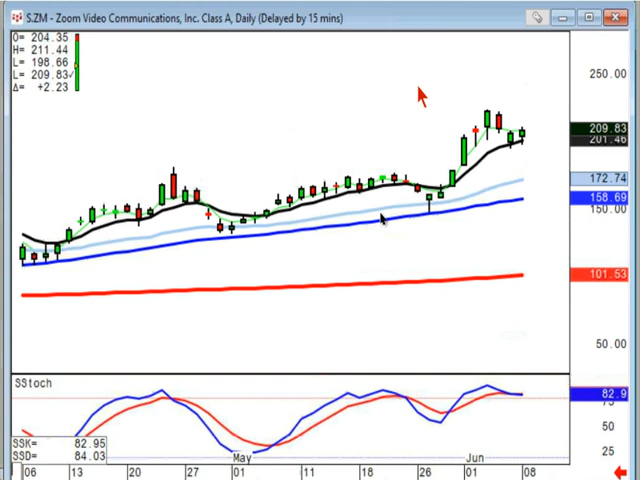 S.ZM - Zoom Video Communications, Inc. Class A, Daily (Delayed by 15 mins)
O= 204.35
H= 211.44
L= 198.66
L= 209.83
Δ= +2.23
250.00
209.83
201.46
172.74
158.69
150.00
101.53
50.00
SStoch
82.9
75
50
25
SSK= 82.95
SSD= 84.03
May
Jun
06
13
20
27
01
11
18
26
01
08